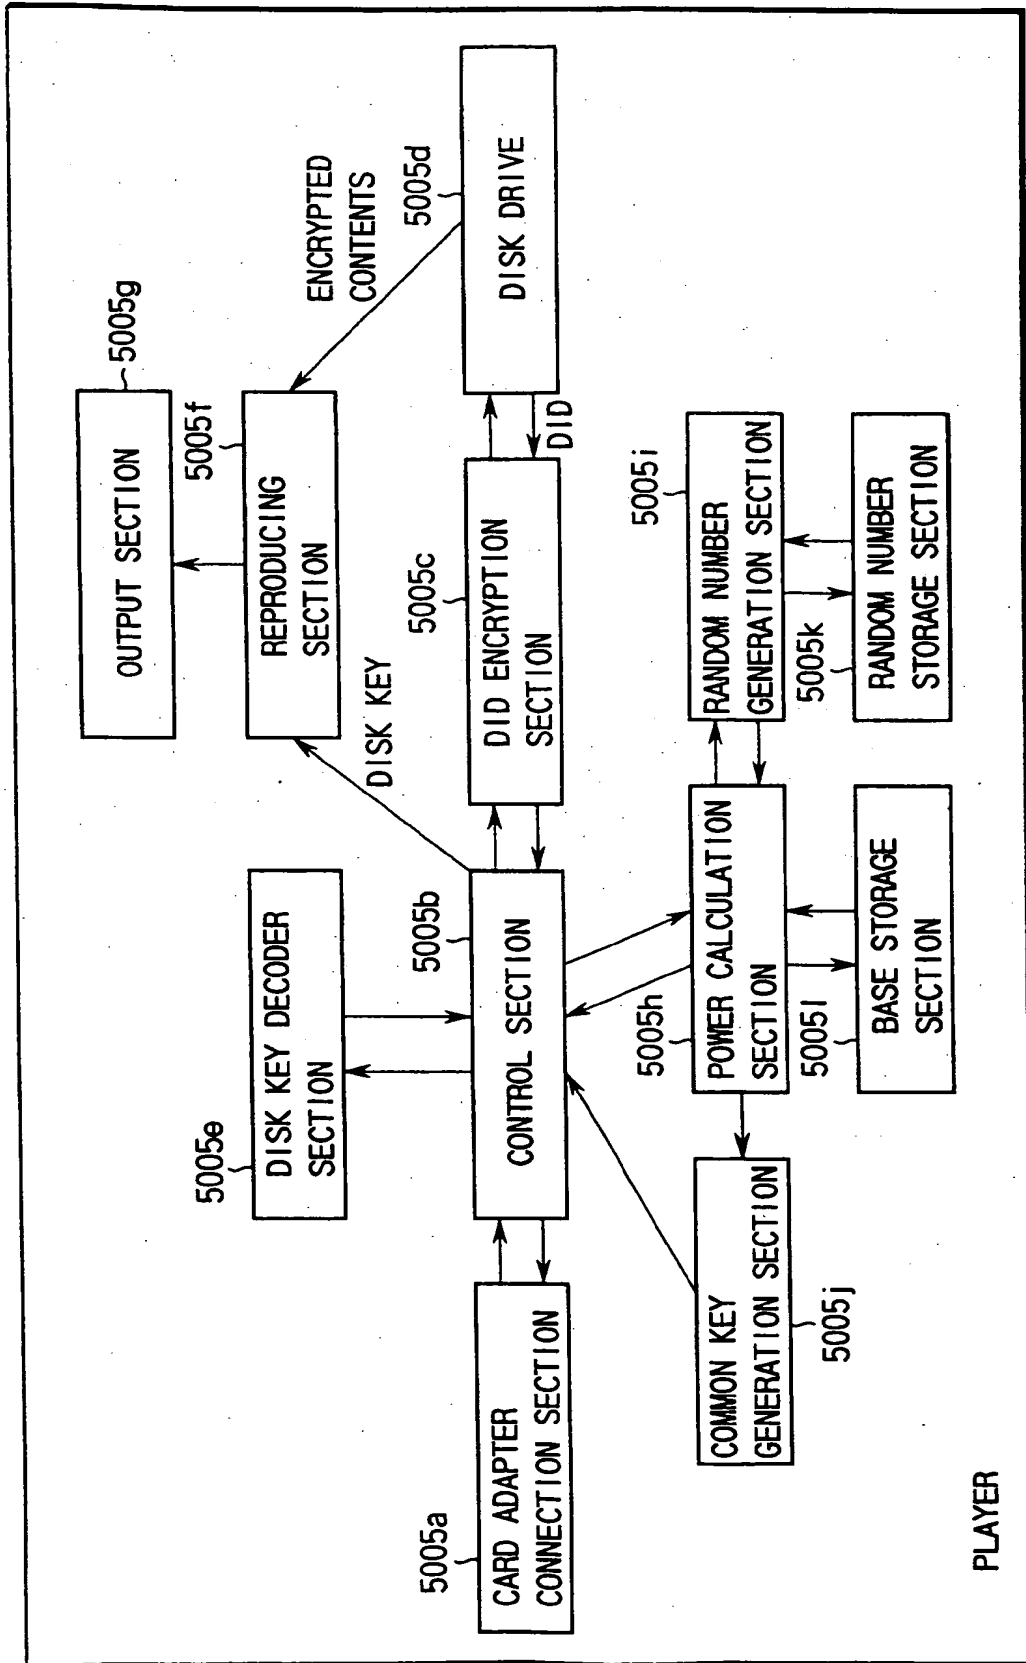 OUTPUT SECTION
5005g
5005f
REPRODUCING
SECTION
ENCRYPTED
CONTENTS
5005d
DISK DRIVE
DISK KEY
5005e
DISK KEY DECODER
SECTION
5005c
DID ENCRYPTION
SECTION
DID
5005b
CONTROL SECTION
5005a
CARD ADAPTER
CONNECTION SECTION
5005i
RANDOM NUMBER
GENERATION SECTION
5005k
RANDOM NUMBER
STORAGE SECTION
5005h
POWER CALCULATION
SECTION
5005l
BASE STORAGE
SECTION
COMMON KEY
GENERATION SECTION
5005j
PLAYER